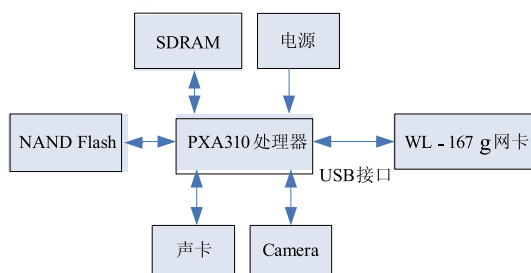 SDRAM
电源
NAND Flash
PXA310处理器
WL - 167 g网卡
USB接口
声卡
Camera